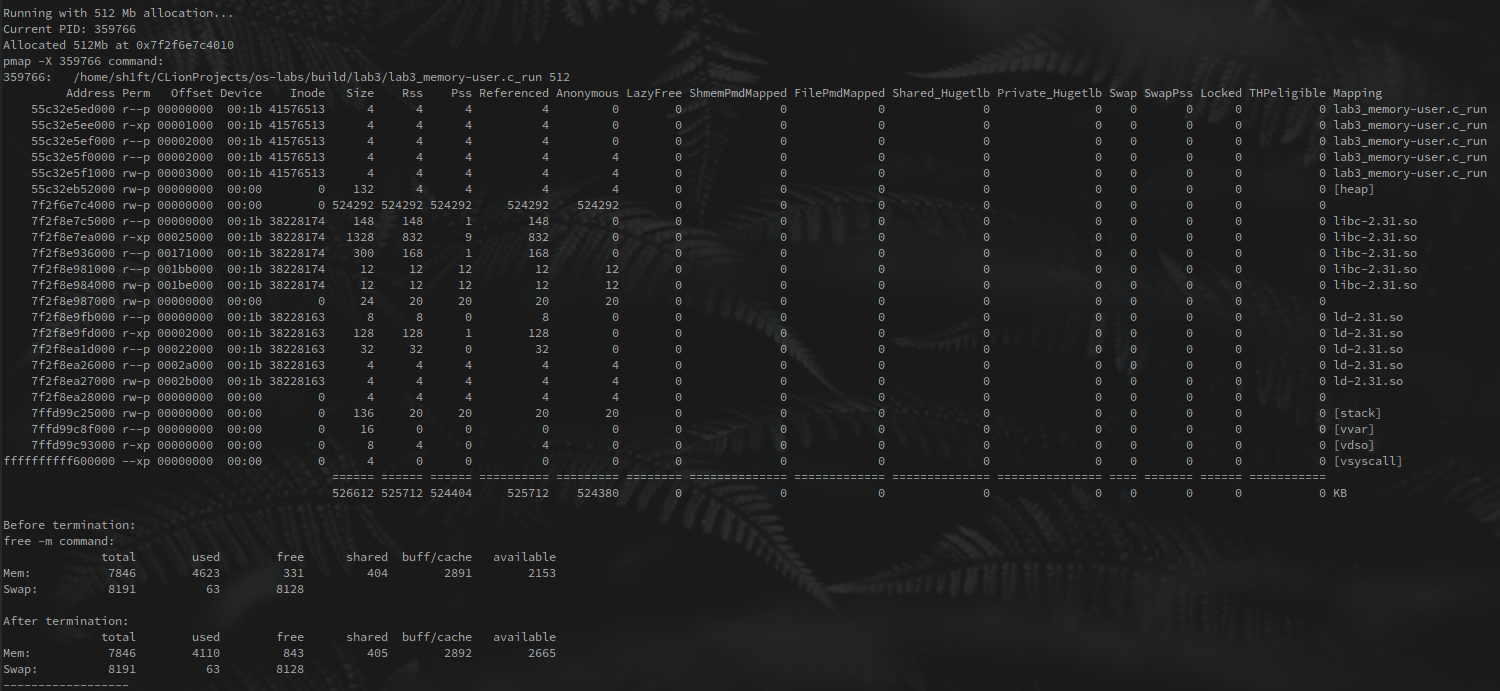 Running with 512 Mb allocation...
Current PID: 359766
Allocated 512Mb at 0x7f2f6e7c4010
pmap -X 359766 command:
359766:   /home/sh1ft/CLionProjects/os-labs/build/lab3/lab3_memory-user.c_run 512
Address Perm Offset Device Inode Size Rss Pss Referenced Anonymous LazyFree ShmemPmdMapped FilePmdMapped Shared_Hugetlb Private_Hugetlb Swap SwapPss Locked THPeligible Mapping
55c32e5ed000 r--p 00000000 00:1b 41576513 4 4 4 4 0 0 0 0 0 0 0 0 0 0 lab3_memory-user.c_run
55c32e5ee000 r-xp 00001000 00:1b 41576513 4 4 4 4 0 0 0 0 0 0 0 0 0 0 lab3_memory-user.c_run
55c32e5ef000 r--p 00002000 00:1b 41576513 4 4 4 4 0 0 0 0 0 0 0 0 0 0 lab3_memory-user.c_run
55c32e5f0000 r--p 00002000 00:1b 41576513 4 4 4 4 4 0 0 0 0 0 0 0 0 0 lab3_memory-user.c_run
55c32e5f1000 rw-p 00003000 00:1b 41576513 4 4 4 4 4 0 0 0 0 0 0 0 0 0 lab3_memory-user.c_run
55c32eb52000 rw-p 00000000 00:00 0 132 4 4 4 4 0 0 0 0 0 0 0 0 0 [heap]
7f2f6e7c4000 rw-p 00000000 00:00 0 524292 524292 524292 524292 524292 0 0 0 0 0 0 0 0 0
7f2f8e7c5000 r--p 00000000 00:1b 38228174 148 148 1 148 0 0 0 0 0 0 0 0 0 0 libc-2.31.so
7f2f8e7ea000 r-xp 00025000 00:1b 38228174 1328 832 9 832 0 0 0 0 0 0 0 0 0 0 libc-2.31.so
7f2f8e936000 r--p 00171000 00:1b 38228174 300 168 1 168 0 0 0 0 0 0 0 0 0 0 libc-2.31.so
7f2f8e981000 r--p 001bb000 00:1b 38228174 12 12 12 12 12 0 0 0 0 0 0 0 0 0 libc-2.31.so
7f2f8e984000 rw-p 001be000 00:1b 38228174 12 12 12 12 12 0 0 0 0 0 0 0 0 0 libc-2.31.so
7f2f8e987000 rw-p 00000000 00:00 0 24 20 20 20 20 0 0 0 0 0 0 0 0 0
7f2f8e9fb000 r--p 00000000 00:1b 38228163 8 8 0 8 0 0 0 0 0 0 0 0 0 0 ld-2.31.so
7f2f8e9fd000 r-xp 00002000 00:1b 38228163 128 128 1 128 0 0 0 0 0 0 0 0 0 0 ld-2.31.so
7f2f8ea1d000 r--p 00022000 00:1b 38228163 32 32 0 32 0 0 0 0 0 0 0 0 0 0 ld-2.31.so
7f2f8ea26000 r--p 0002a000 00:1b 38228163 4 4 4 4 4 0 0 0 0 0 0 0 0 0 ld-2.31.so
7f2f8ea27000 rw-p 0002b000 00:1b 38228163 4 4 4 4 4 0 0 0 0 0 0 0 0 0 ld-2.31.so
7f2f8ea28000 rw-p 00000000 00:00 0 4 4 4 4 4 0 0 0 0 0 0 0 0 0
7ffd99c25000 rw-p 00000000 00:00 0 136 20 20 20 20 0 0 0 0 0 0 0 0 0 [stack]
7ffd99c8f000 r--p 00000000 00:00 0 16 0 0 0 0 0 0 0 0 0 0 0 0 0 [vvar]
7ffd99c93000 r-xp 00000000 00:00 0 8 4 0 4 0 0 0 0 0 0 0 0 0 0 [vdso]
ffffffffff600000 --xp 00000000 00:00 0 4 0 0 0 0 0 0 0 0 0 0 0 0 0 [vsyscall]
====== ====== ====== ========== ========= ======== ============== ============= ============== =============== ==== ======= ====== ===========
526612 525712 524404 525712 524380 0 0 0 0 0 0 0 0 0 KB
Before termination:
free -m command:
total used free shared buff/cache available
Mem: 7846 4623 331 404 2891 2153
Swap: 8191 63 8128
After termination:
total used free shared buff/cache available
Mem: 7846 4110 843 405 2892 2665
Swap: 8191 63 8128
------------------